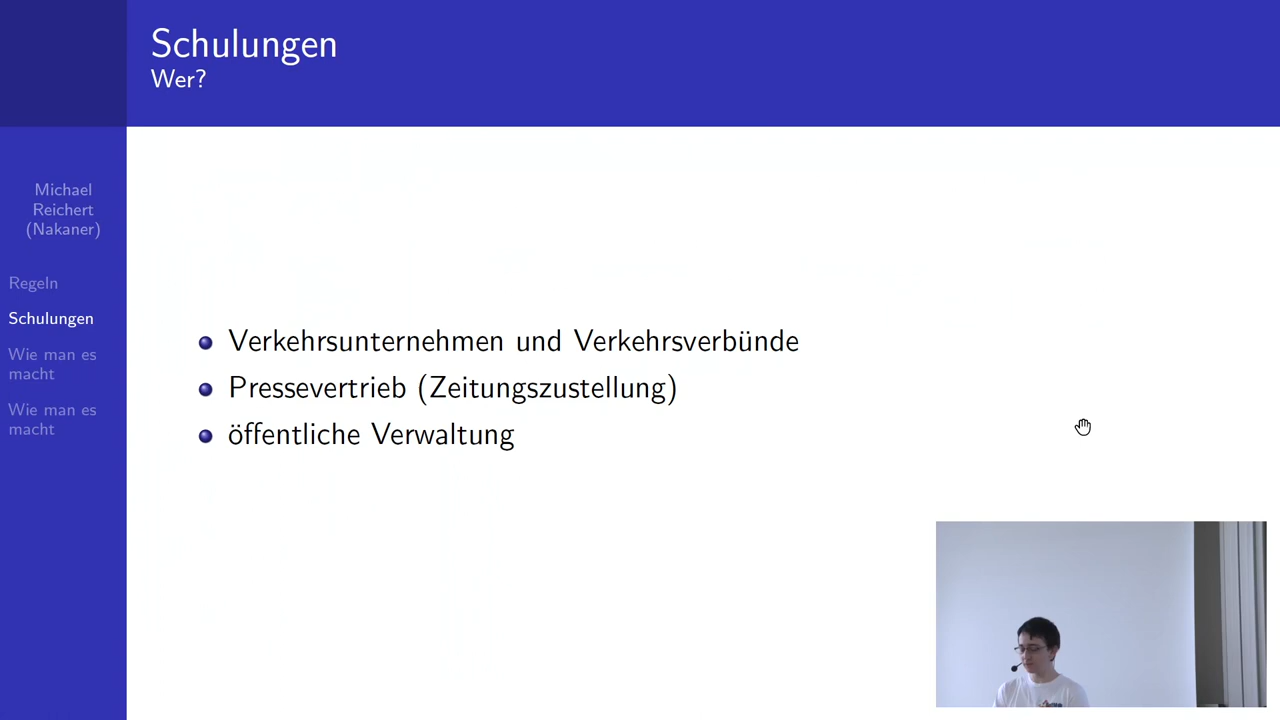 Schulungen
Wer?
Michael
Reichert
(Nakaner)
Regeln
Schulungen
Wie man es
macht
Wie man es
macht
Verkehrsunternehmen und Verkehrsverbünde
Pressevertrieb (Zeitungszustellung)
öffentliche Verwaltung